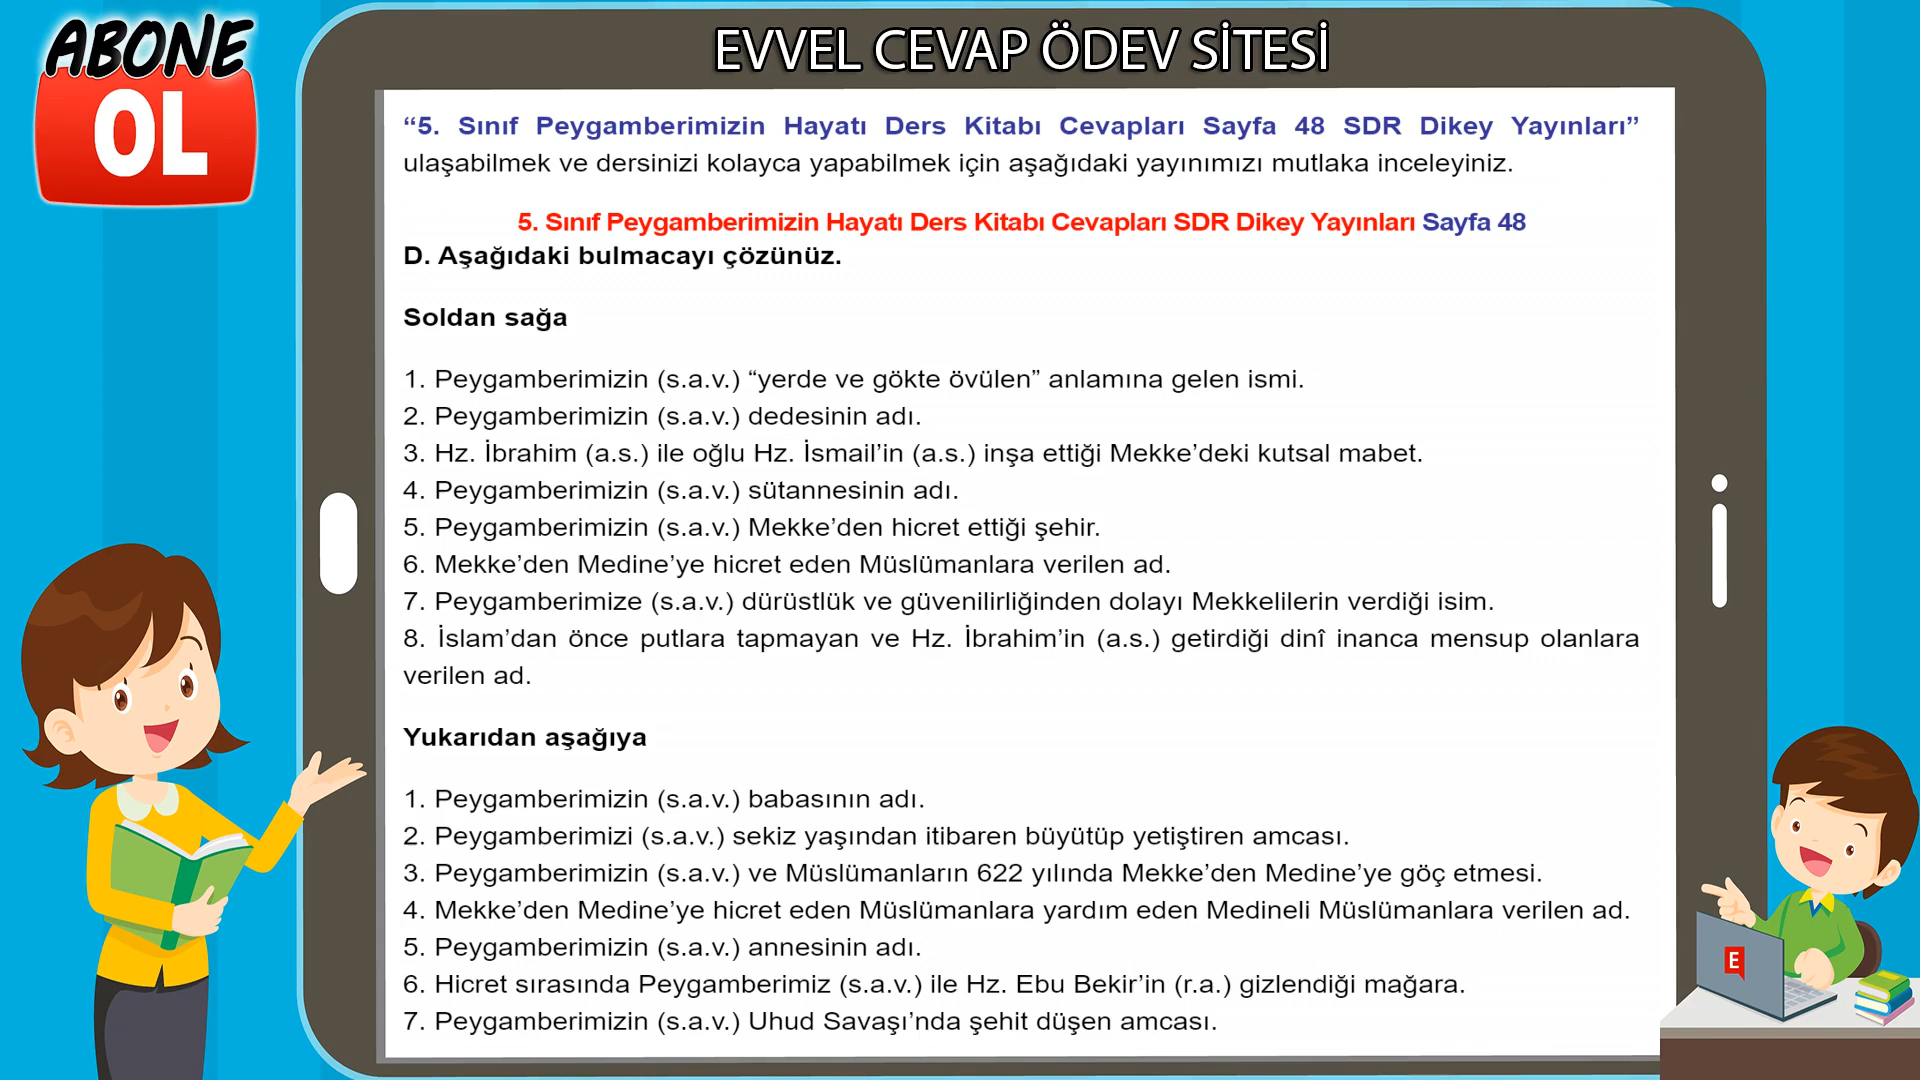 ABONE
OL
EVVEL CEVAP ÖDEV SİTESİ
“5. Sınıf Peygamberimizin Hayatı Ders Kitabı Cevapları Sayfa 48 SDR Dikey Yayınları”
ulaşabilmek ve dersinizi kolayca yapabilmek için aşağıdaki yayınımızı mutlaka inceleyiniz.
5. Sınıf Peygamberimizin Hayatı Ders Kitabı Cevapları SDR Dikey Yayınları Sayfa 48
D. Aşağıdaki bulmacayı çözünüz.
Soldan sağa
1. Peygamberimizin (s.a.v.) “yerde ve gökte övülen” anlamına gelen ismi.
2. Peygamberimizin (s.a.v.) dedesinin adı.
3. Hz. İbrahim (a.s.) ile oğlu Hz. İsmail’in (a.s.) inşa ettiği Mekke’deki kutsal mabet.
4. Peygamberimizin (s.a.v.) sütannesinin adı.
5. Peygamberimizin (s.a.v.) Mekke’den hicret ettiği şehir.
6. Mekke’den Medine’ye hicret eden Müslümanlara verilen ad.
7. Peygamberimize (s.a.v.) dürüstlük ve güvenilirliğinden dolayı Mekkelilerin verdiği isim.
8. İslam’dan önce putlara tapmayan ve Hz. İbrahim’in (a.s.) getirdiği dinî inanca mensup olanlara
verilen ad.
Yukarıdan aşağıya
1. Peygamberimizin (s.a.v.) babasının adı.
2. Peygamberimizi (s.a.v.) sekiz yaşından itibaren büyütüp yetiştiren amcası.
3. Peygamberimizin (s.a.v.) ve Müslümanların 622 yılında Mekke’den Medine’ye göç etmesi.
4. Mekke’den Medine’ye hicret eden Müslümanlara yardım eden Medineli Müslümanlara verilen ad.
5. Peygamberimizin (s.a.v.) annesinin adı.
6. Hicret sırasında Peygamberimiz (s.a.v.) ile Hz. Ebu Bekir’in (r.a.) gizlendiği mağara.
7. Peygamberimizin (s.a.v.) Uhud Savaşı’nda şehit düşen amcası.
E